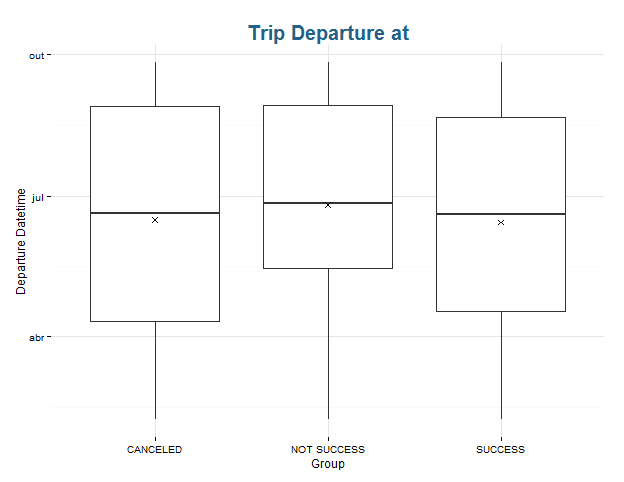 Trip Departure at
out
jul
abr
Departure Datetime
CANCELED
NOT SUCCESS
SUCCESS
Group